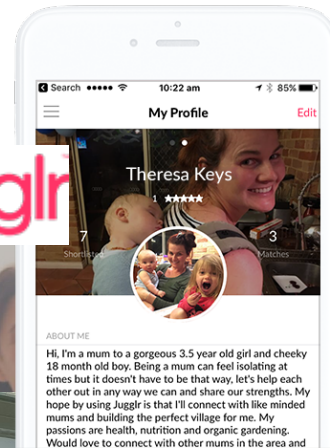 Search
10:22 am
85%
My Profile
Edit
Theresa Keys
1 ★★★★★
glr
7
Shortlisted
3
Matches
ABOUT ME
Hi, I'm a mum to a gorgeous 3.5 year old girl and cheeky
18 month old boy. Being a mum can feel isolating at
times but it doesn't have to be that way, let's help each
other out in any way we can and share our strengths. My
hope by using Jugglr is that I'll connect with like minded
mums and building the perfect village for me. My
passions are health, nutrition and organic gardening.
Would love to connect with other mums in the area and